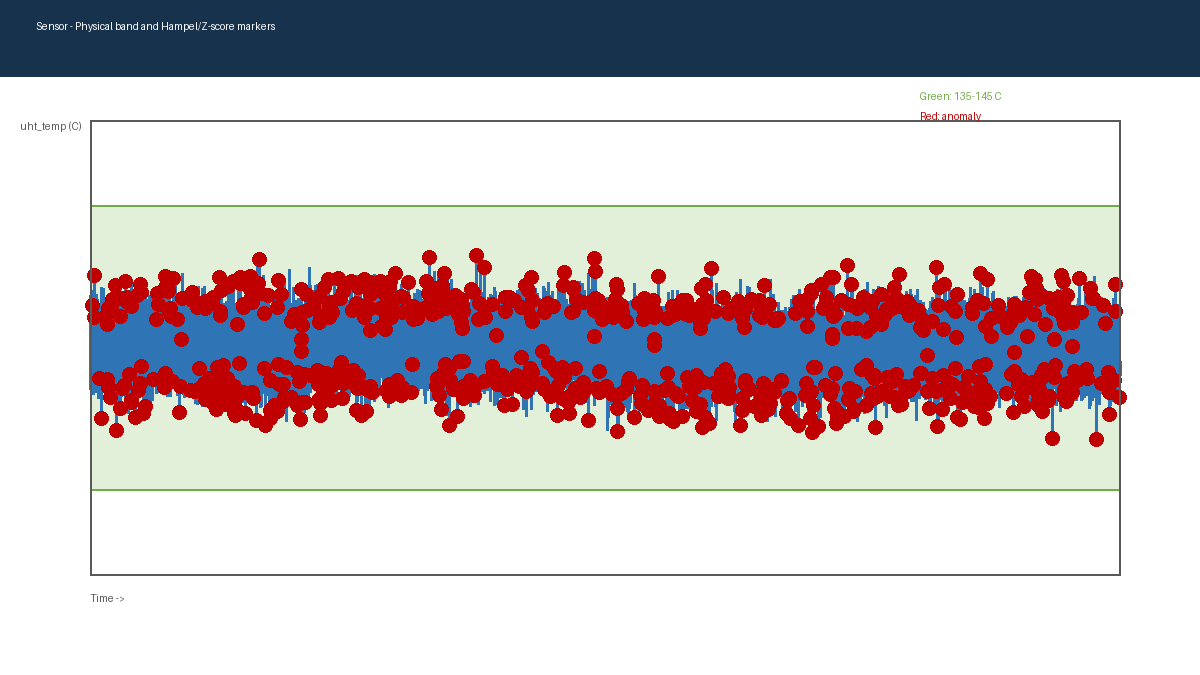 Sensor - Physical band and Hampel/Z-score markers
Green: 135-145 C
Red: anomaly
uht_temp (C)
Time ->